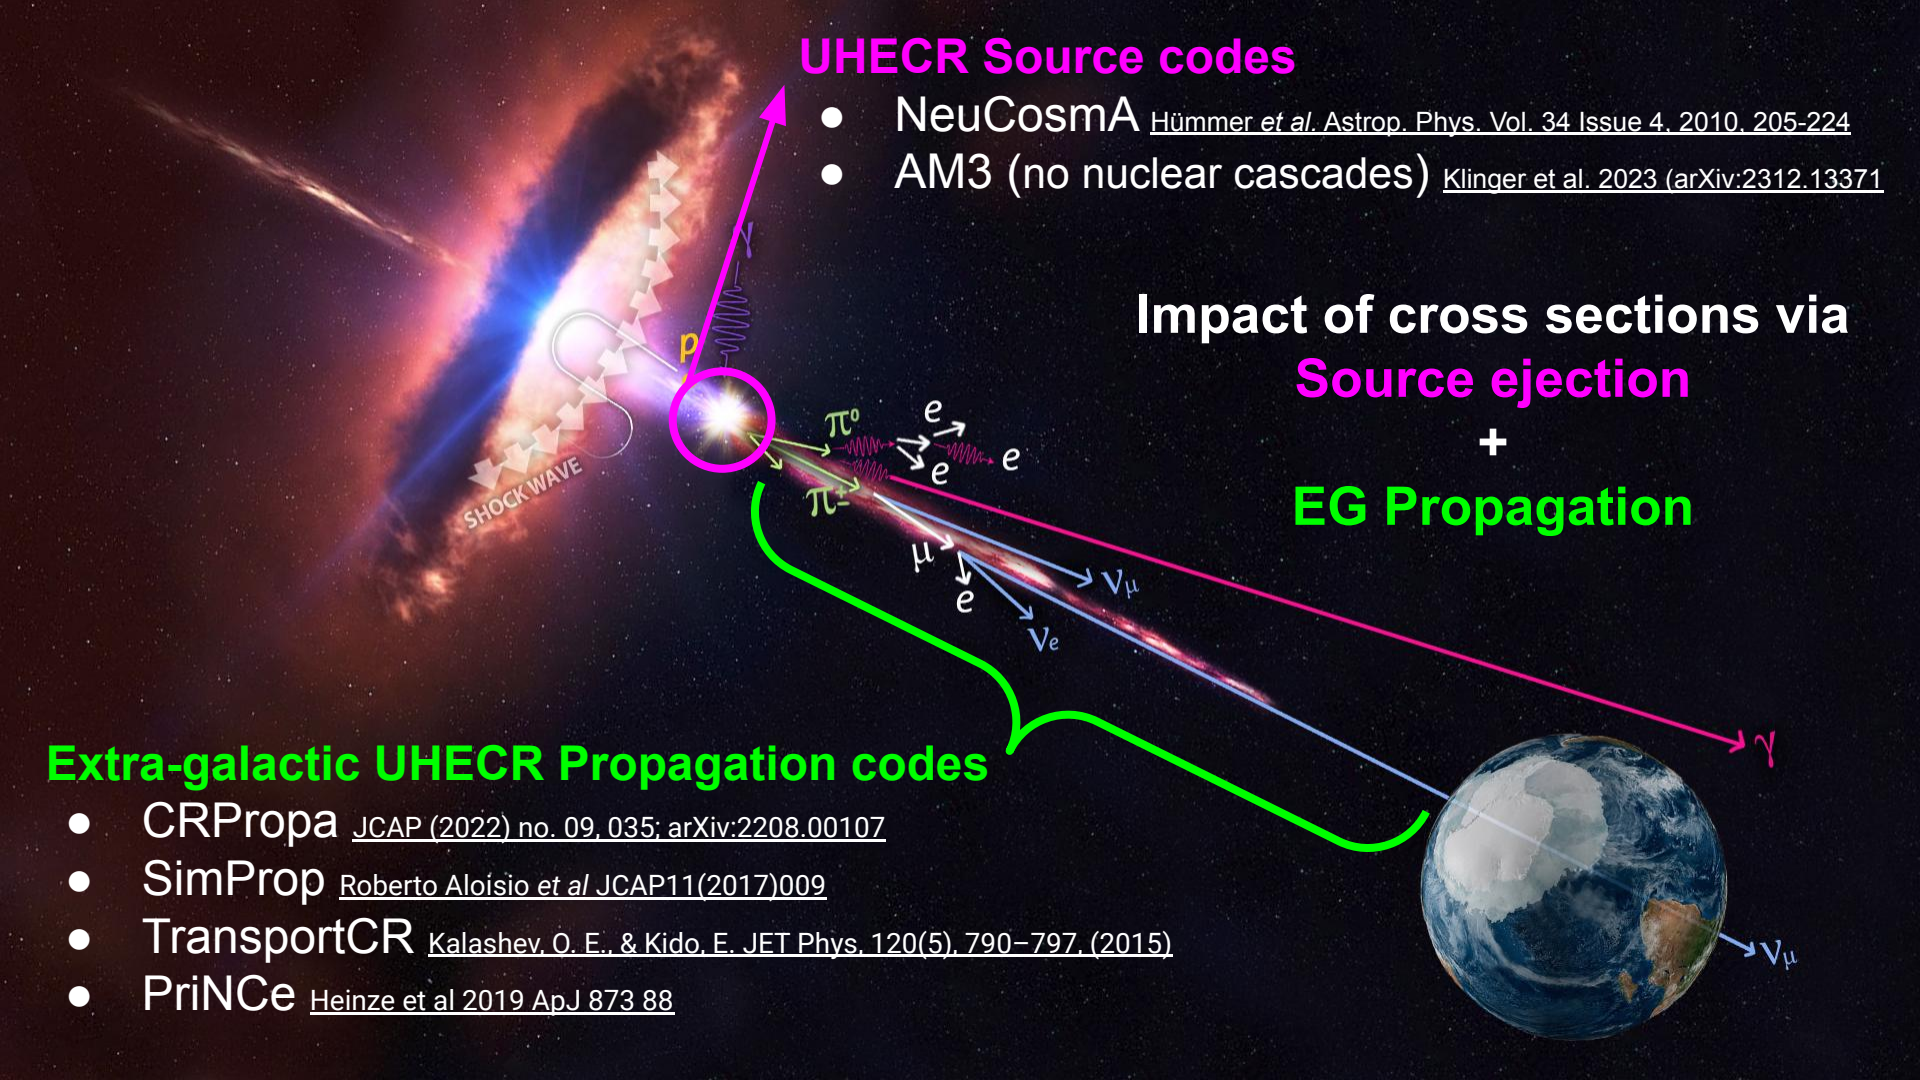 UHECR Source codes
● NeuCosmA Hümmer et al. Astrop. Phys. Vol. 34 Issue 4, 2010, 205-224
● AM3 (no nuclear cascades) Klinger et al. 2023 (arXiv:2312.13371
γ
Impact of cross sections via
Source ejection
+
EG Propagation
p
π⁰
e
e
e
π±
SHOCK WAVE
μ
e
νμ
νe
γ
νμ
Extra-galactic UHECR Propagation codes
● CRPropa JCAP (2022) no. 09, 035; arXiv:2208.00107
● SimProp Roberto Aloisio et al JCAP11(2017)009
● TransportCR Kalashev, O. E., & Kido, E. JET Phys, 120(5), 790–797, (2015)
● PriNCe Heinze et al 2019 ApJ 873 88